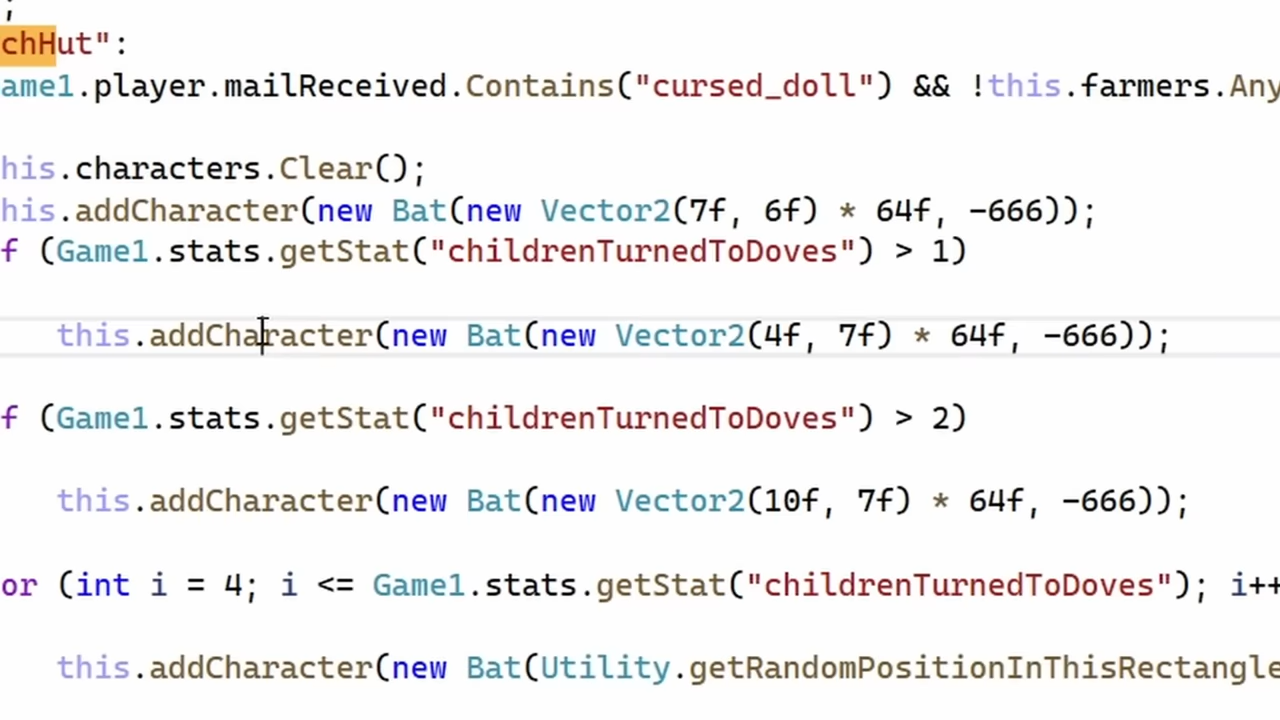 ;
chHut":
ame1.player.mailReceived.Contains("cursed_doll") && !this.farmers.Any
his.characters.Clear();
his.addCharacter(new Bat(new Vector2(7f, 6f) * 64f, -666));
f (Game1.stats.getStat("childrenTurnedToDoves") > 1)
this.addCharacter(new Bat(new Vector2(4f, 7f) * 64f, -666));
f (Game1.stats.getStat("childrenTurnedToDoves") > 2)
this.addCharacter(new Bat(new Vector2(10f, 7f) * 64f, -666));
or (int i = 4; i <= Game1.stats.getStat("childrenTurnedToDoves"); i++
this.addCharacter(new Bat(Utility.getRandomPositionInThisRectangle